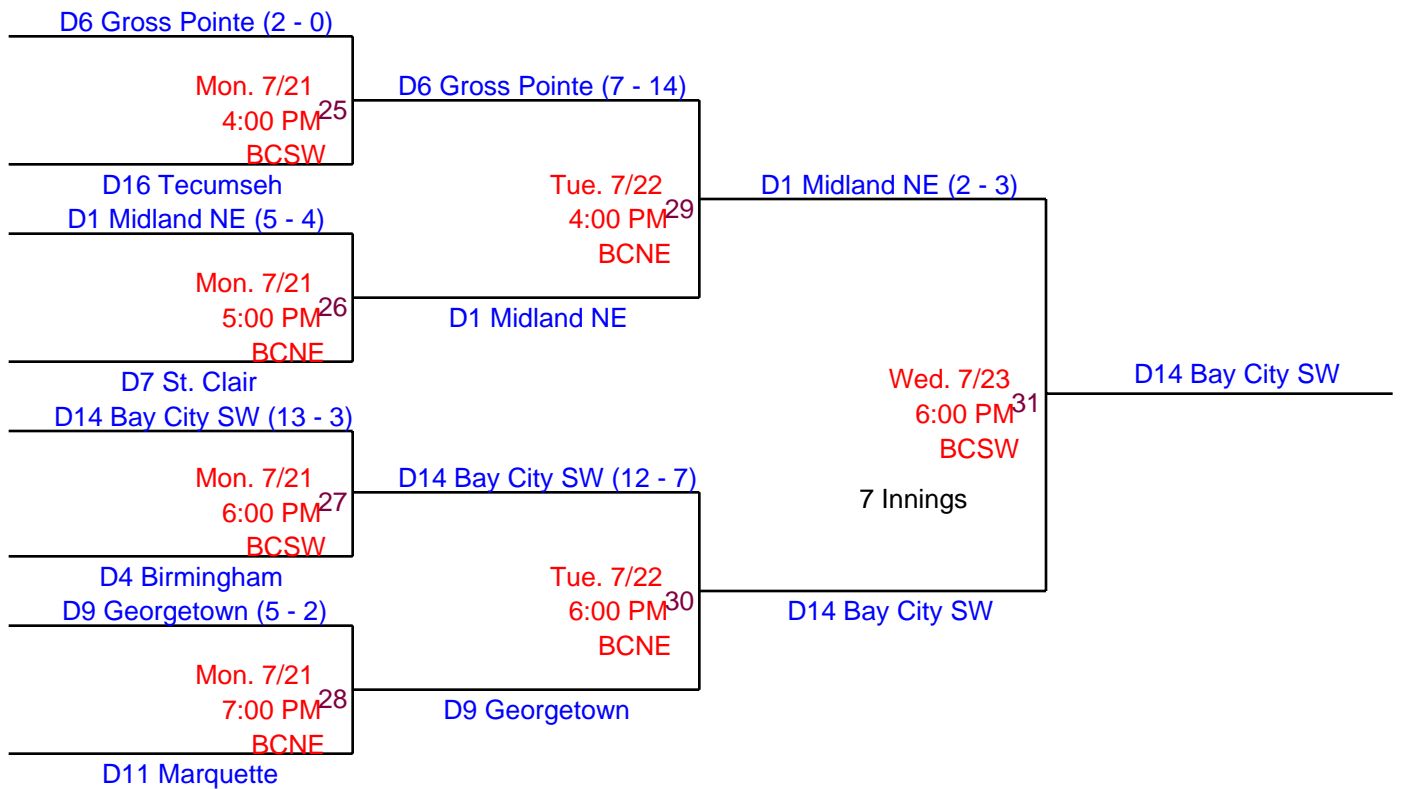 D6 Gross Pointe (2 - 0)
Mon. 7/21
4:00 PM 25
BCSW
D16 Tecumseh
D1 Midland NE (5 - 4)
Mon. 7/21
5:00 PM 26
BCNE
D7 St. Clair
D14 Bay City SW (13 - 3)
Mon. 7/21
6:00 PM 27
BCSW
D4 Birmingham
D9 Georgetown (5 - 2)
Mon. 7/21
7:00 PM 28
BCNE
D11 Marquette
D6 Gross Pointe (7 - 14)
Tue. 7/22
4:00 PM 29
BCNE
D1 Midland NE
D14 Bay City SW (12 - 7)
Tue. 7/22
6:00 PM 30
BCNE
D9 Georgetown
D1 Midland NE (2 - 3)
Wed. 7/23
6:00 PM 31
BCSW
7 Innings
D14 Bay City SW
D14 Bay City SW